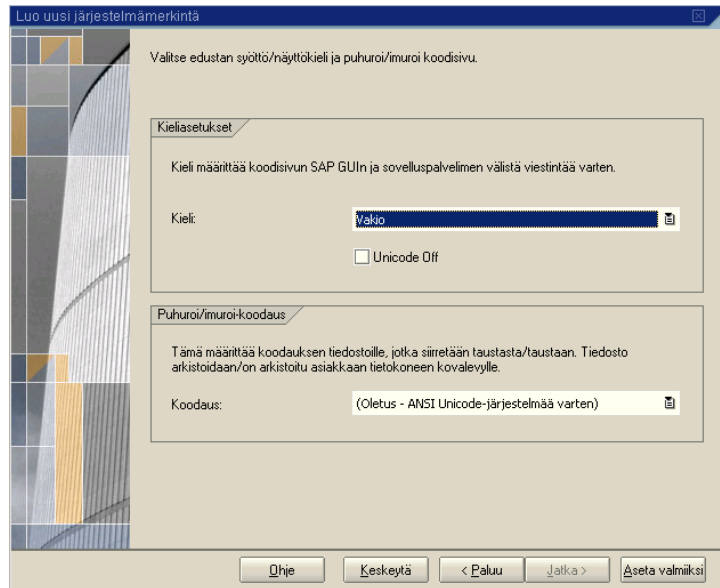 Luo uusi järjestelmämerkintä
Valitse edustan syöttö/näyttökieli ja puhuroi/imuroi koodisivu.
Kieliasetukset
Kieli määrittää koodisivun SAP GUIn ja sovelluspalvelimen välistä viestintää varten.
Kieli: Vakio
Unicode Off
Puhuroi/imuroi-koodaus
Tämä määrittää koodauksen tiedostoille, jotka siirretään taustasta/taustaan. Tiedosto
arkistoidaan/on arkistoitu asiakkaan tietokoneen kovalevylle.
Koodaus: (Oletus - ANSI Unicode-järjestelmää varten)
Ohje Keskeytä < Paluu Jatka > Aseta valmiiksi